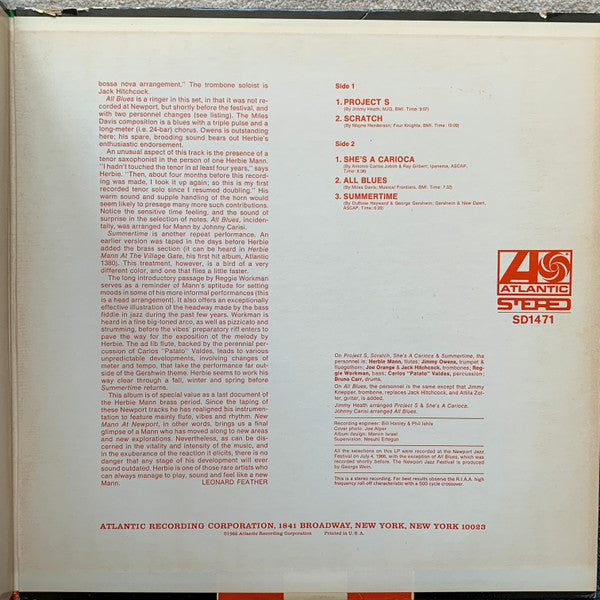 bossa nova arrangement." The trombone soloist is
Jack Hitchcock.
All Blues is a ringer in this set, in that it was not re-
corded at Newport, but shortly before the festival, and
with two personnel changes (see listing). The Miles
Davis composition is a blues with a triple pulse and a
long-meter (i.e. 24-bar) chorus. Owens is outstanding
here; his spare, brooding sound bears out Herbie's
enthusiastic endorsement.
An unusual aspect of this track is the presence of a
tenor saxophonist in the person of one Herbie Mann.
"I hadn't touched the tenor in at least four years," says
Herbie. "Then, about four months before this record-
ing was made, I took it up again; so this is my first
recorded tenor solo since I resumed doubling." His
warm sound and supple handling of the horn would
seem likely to presage many more such contributions.
Notice the sensitive time feeling, and the sound of
surprise in the selection of notes. All Blues, inciden-
tally, was arranged for Mann by Johnny Carisi.
Summertime is another repeat performance. An
earlier version was taped in the days before Herbie
added the brass section (it can be heard in Herbie
Mann At The Village Gate, his first hit album, Atlantic
1380). This treatment, however, is a bird of a very
different color, and one that flies a little faster.
The long introductory passage by Reggie Workman
serves as a reminder of Mann's aptitude for setting
moods in some of his more informal performances (this
is a head arrangement). It also offers an exceptionally
effective illustration of the headway made by the bass
fiddle in jazz during the past few years. Workman is
heard in a fine big-toned arco, as well as pizzicato and
strumming, before the vibes' preparatory riff enters to
pave the way for the exposition of the melody by
Herbie. The ad lib flute, backed by the perennial per-
cussion of Carlos "Patato" Valdes, leads to various
unpredictable developments, involving changes of
meter and tempo, that take the performance far out-
side of the Gershwin theme. Herbie seems to work his
way clear through a fall, winter and spring before
Summertime returns.
This album is of special value as a last document of
the Herbie Mann brass period. Since the taping of
these Newport tracks he has realigned his instrumen-
tation to feature mainly flute, vibes and rhythm. New
Mann At Newport, in other words, brings us a final
glimpse of a Mann who has moved along to new areas
and new explorations. Nevertheless, as can be dis-
cerned in the vitality and intensity of the music, and
in the exuberance of the reaction it elicits, there is no
danger that any stage of his development will ever
sound outdated. Herbie is one of those rare artists who
can always manage to play, sound and feel like a new
Mann. LEONARD FEATHER
Side 1
1. PROJECT S
(By Jimmy Heath; MJQ, BMI. Time: 9:07)
2. SCRATCH
(By Wayne Henderson; Four Knights, BMI. Time: 10:00)
Side 2
1. SHE'S A CARIOCA
(By Antonio Carlos Jobim & Ray Gilbert; Ipanema, ASCAP.
Time: 6:36)
2. ALL BLUES
(By Miles Davis; Musical Frontiers, BMI. Time: 7:32)
3. SUMMERTIME
(By DuBose Heyward & George Gershwin; Gershwin & New Dawn,
ASCAP. Time: 6:20)
ATLANTIC
STEREO
SD1471
On Project S, Scratch, She's A Carioca & Summertime, the
personnel is: Herbie Mann, flutes; Jimmy Owens, trumpet &
fluegelhorn; Joe Orange & Jack Hitchcock, trombones; Reg-
gie Workman, bass; Carlos "Patato" Valdes, percussion;
Bruno Carr, drums.
On All Blues, the personnel is the same except that Jimmy
Knepper, trombone, replaces Jack Hitchcock, and Attila Zol-
ler, guitar, is added.
Jimmy Heath arranged Project S & She's A Carioca.
Johnny Carisi arranged All Blues.
Recording engineer: Bill Hanley & Phil Iehle
Cover photo: Joe Alper
Album design: Marvin Israel
Supervision: Nesuhi Ertegun
All the selections on this LP were recorded at the Newport Jazz
Festival on July 4, 1966, with the exception of All Blues, which was
recorded shortly before. The Newport Jazz Festival is produced
by George Wein.
This is a stereo recording. For best results observe the R.I.A.A. high
frequency roll-off characteristic with a 500 cycle crossover.
ATLANTIC RECORDING CORPORATION, 1841 BROADWAY, NEW YORK, NEW YORK 10023
©1966 Atlantic Recording Corporation Printed in U. S. A.